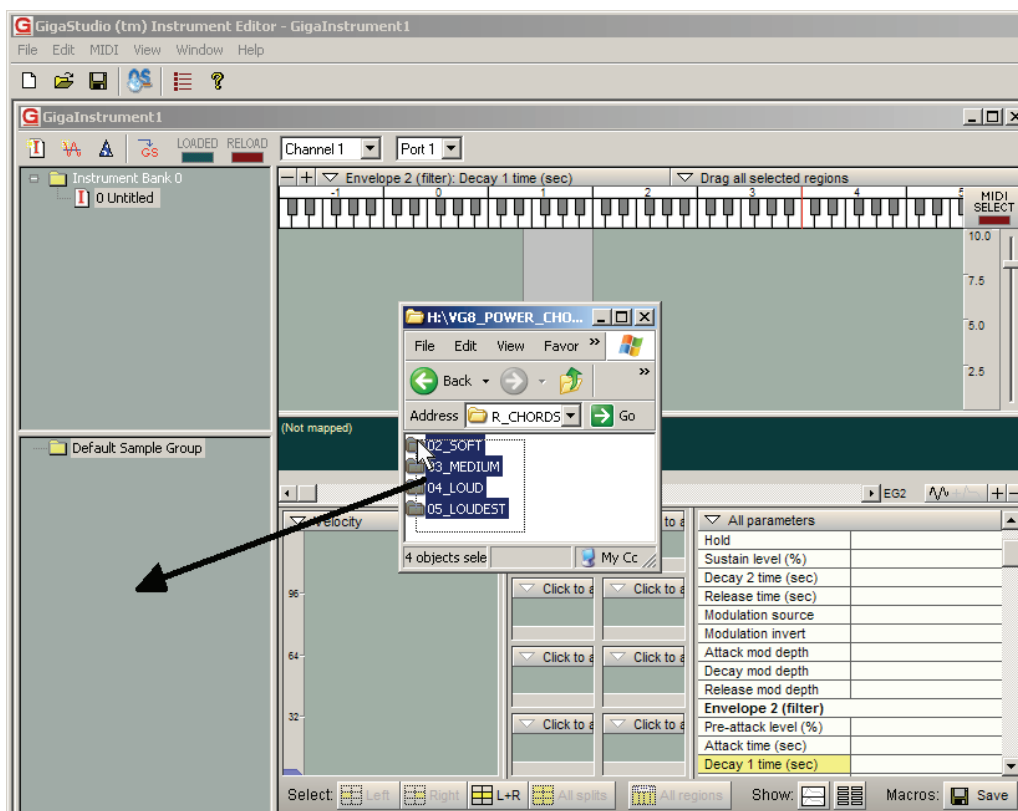 GigaStudio (tm) Instrument Editor - GigaInstrument1
File Edit MIDI View Window Help
GigaInstrument1
GS LOADED RELOAD Channel 1 Port 1
Instrument Bank 0
0 Untitled
Envelope 2 (filter): Decay 1 time (sec) Drag all selected regions
-1 0 1 2 3 4 5
MIDI SELECT
10.0
7.5
5.0
2.5
H:\VG8_POWER_CHO...
File Edit View Favor »
Back »
Address R_CHORDS Go
02_SOFT
03_MEDIUM
04_LOUD
05_LOUDEST
4 objects sele My Cc
(Not mapped)
Default Sample Group
EG2
Velocity
96
64
32
Click to a Click to a
Click to a Click to a
Click to a Click to a
to a
All parameters
Hold
Sustain level (%)
Decay 2 time (sec)
Release time (sec)
Modulation source
Modulation invert
Attack mod depth
Decay mod depth
Release mod depth
Envelope 2 (filter)
Pre-attack level (%)
Attack time (sec)
Decay 1 time (sec)
Select: Left Right L+R All splits All regions Show: Macros: Save